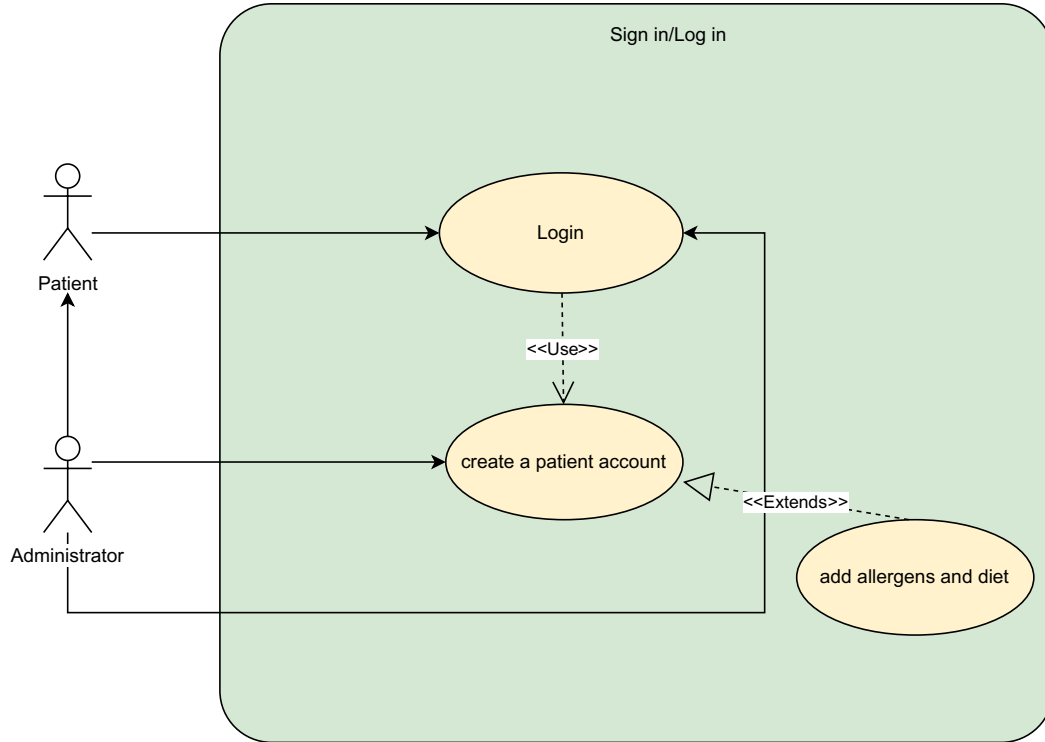 Sign in/Log in
Login
Patient
<<Use>>
create a patient account
<<Extends>>
Administrator
add allergens and diet